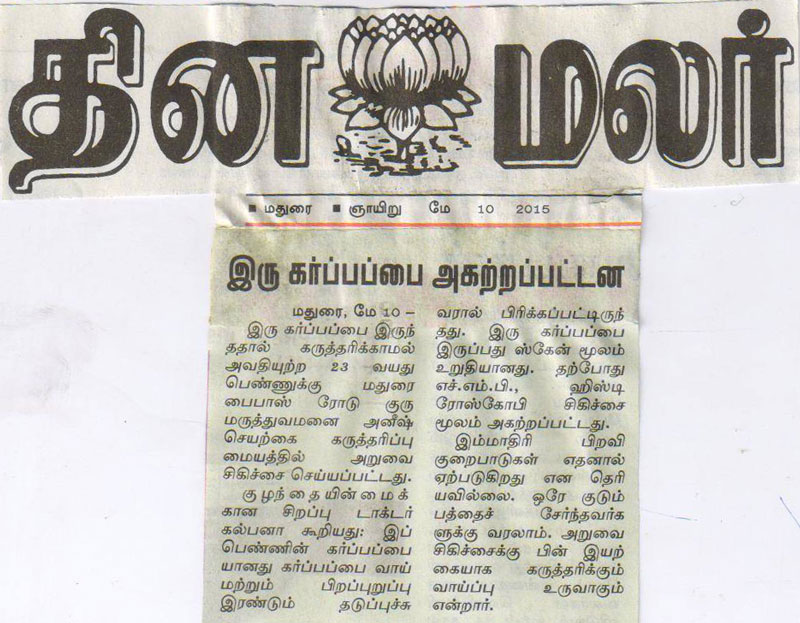 தின மலர்
■ மதுரை ■ ஞாயிறு மே 10 2015
இரு கர்ப்பப்பை அகற்றப்பட்டன
மதுரை, மே 10 –
இரு கர்ப்பப்பை இருந்
ததால் கருத்தரிக்காமல்
அவதியுற்ற 23 வயது
பெண்ணுக்கு மதுரை
பைபாஸ் ரோடு குரு
மருத்துவமனை அனீஷ்
செயற்கை கருத்தரிப்பு
மையத்தில் அறுவை
சிகிச்சை செய்யப்பட்டது.
குழந்தையின்மைக்
கான சிறப்பு டாக்டர்
கல்பனா கூறியது: இப்
பெண்ணின் கர்ப்பப்பை
யானது கர்ப்பப்பை வாய்
மற்றும் பிறப்புறுப்பு
இரண்டும் தடுப்புச்சு
வரால் பிரிக்கப்பட்டிருந்
தது. இரு கர்ப்பப்பை
இருப்பது ஸ்கேன் மூலம்
உறுதியானது. தற்போது
எச்.எம்.பி., ஹிஸ்டி
ரோஸ்கோபி சிகிச்சை
மூலம் அகற்றப்பட்டது.
இம்மாதிரி பிறவி
குறைபாடுகள் எதனால்
ஏற்படுகிறது என தெரி
யவில்லை. ஒரே குடும்
பத்தைச் சேர்ந்தவர்க
ளுக்கு வரலாம். அறுவை
சிகிச்சைக்கு பின் இயற்
கையாக கருத்தரிக்கும்
வாய்ப்பு உருவாகும்
என்றார்.